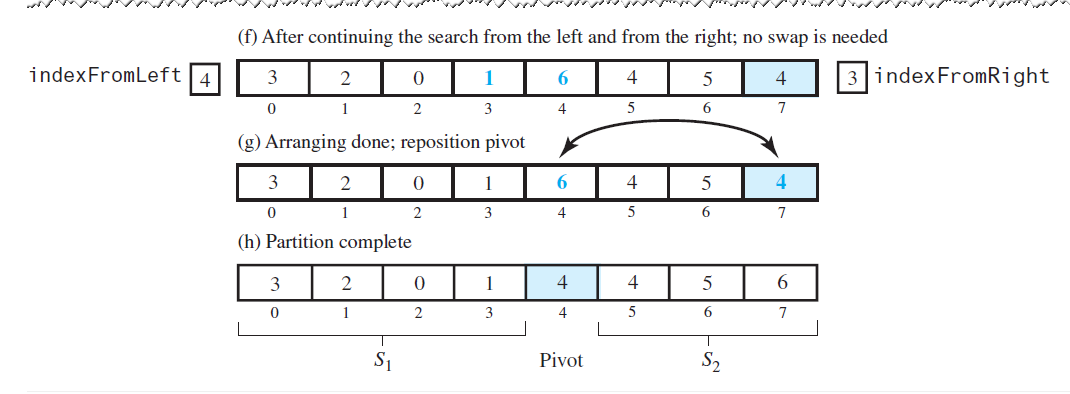 (f) After continuing the search from the left and from the right; no swap is needed
indexFromLeft 4 3 2 0 1 6 4 5 4 3 indexFromRight
0 1 2 3 4 5 6 7
(g) Arranging done; reposition pivot
3 2 0 1 6 4 5 4
0 1 2 3 4 5 6 7
(h) Partition complete
3 2 0 1 4 4 5 6
0 1 2 3 4 5 6 7
S₁ Pivot S₂